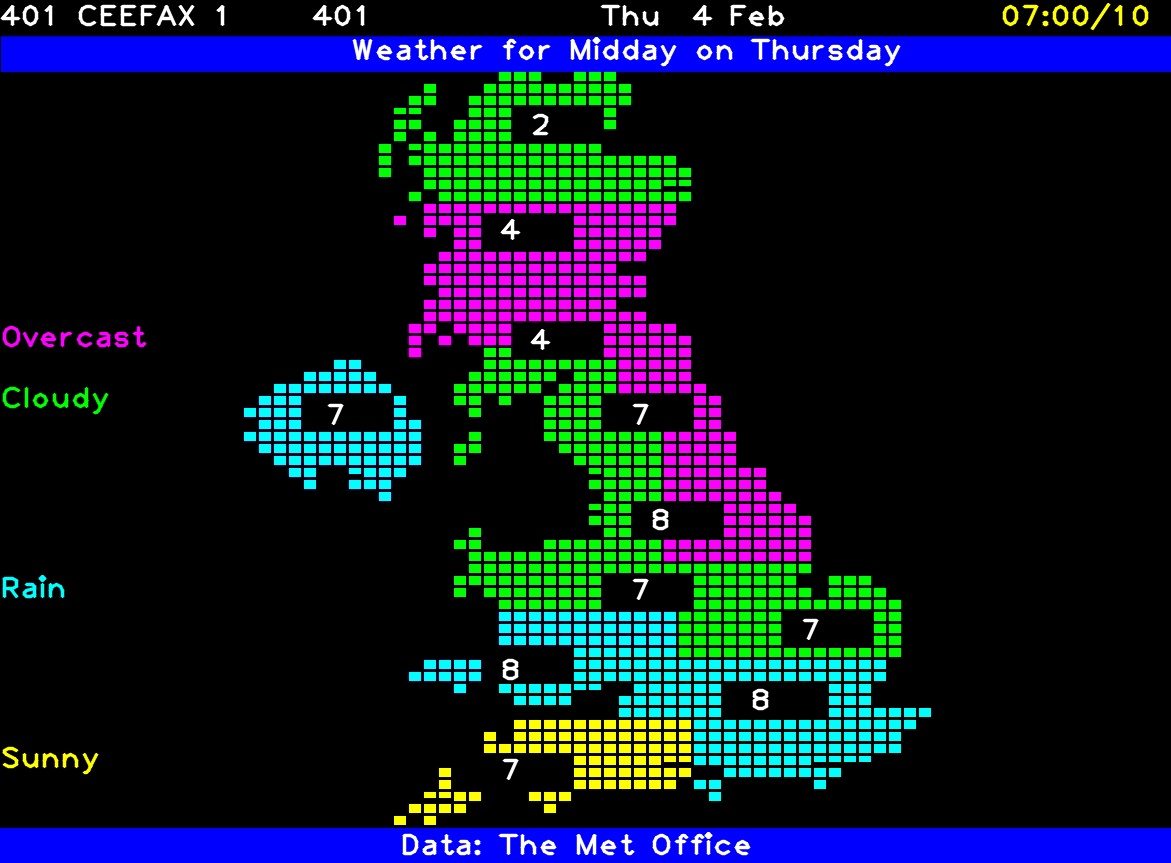 401 CEEFAX 1 401 Thu 4 Feb 07:00/10
Weather for Midday on Thursday
2
4
Overcast 4
Cloudy
7 7
8
Rain 7
7
8
8
Sunny
7
Data: The Met Office